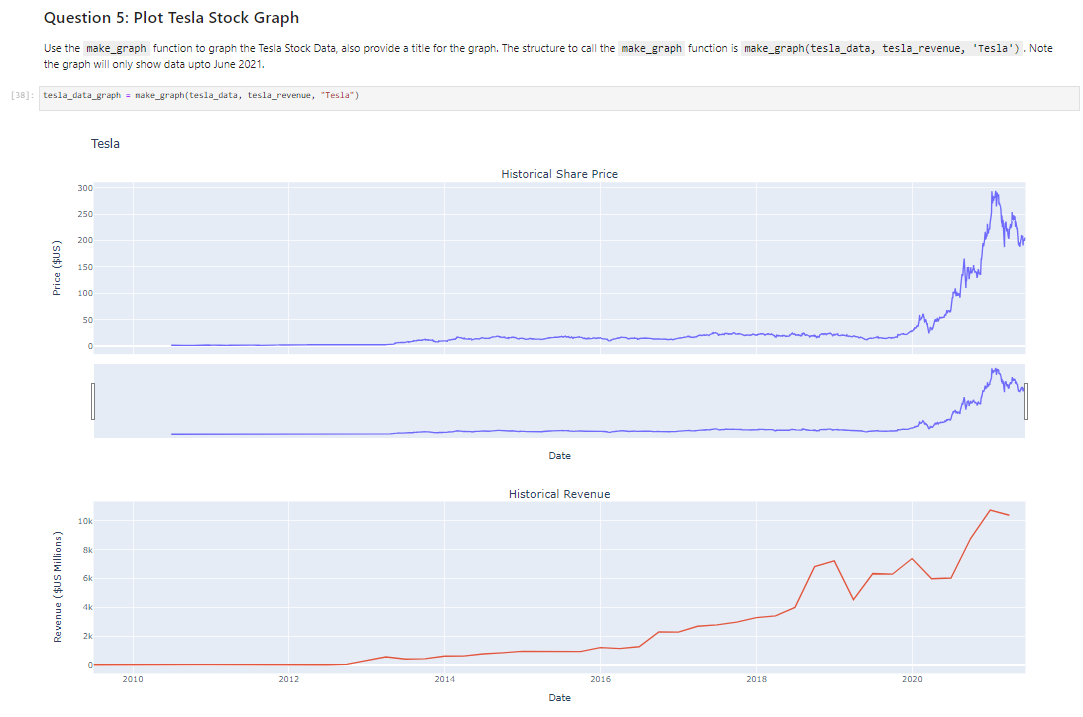 Question 5: Plot Tesla Stock Graph
Use the make_graph function to graph the Tesla Stock Data, also provide a title for the graph. The structure to call the make_graph function is make_graph(tesla_data, tesla_revenue, 'Tesla'). Note
the graph will only show data upto June 2021.
[38]: tesla_data_graph = make_graph(tesla_data, tesla_revenue, "Tesla")
Tesla
Historical Share Price
300
250
200
150
100
50
0
Price ($US)
Date
Historical Revenue
10k
8k
6k
4k
2k
0
Revenue ($US Millions)
2010 2012 2014 2016 2018 2020
Date